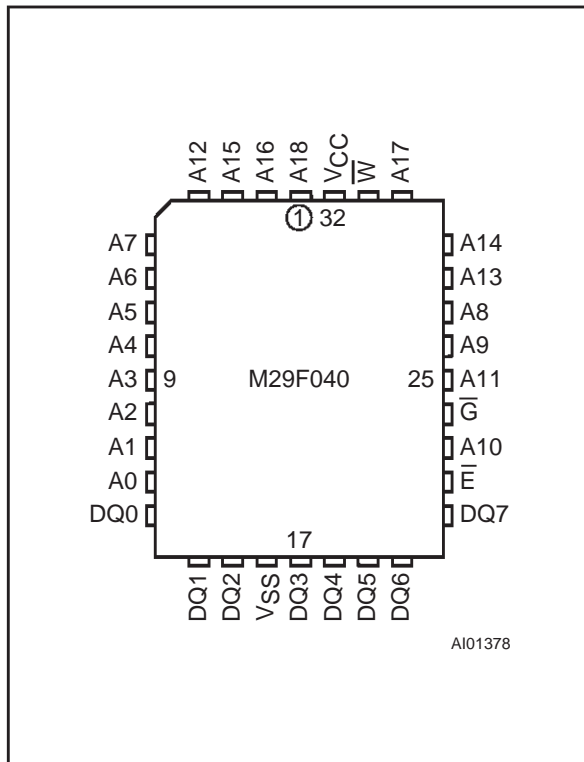 A12 A15 A16 A18 VCC W̅ A17
1 32
A7 A14
A6 A13
A5 A8
A4 A9
A3 9 M29F040 25 A11
A2 G̅
A1 A10
A0 E̅
DQ0 DQ7
17
DQ1 DQ2 VSS DQ3 DQ4 DQ5 DQ6
AI01378